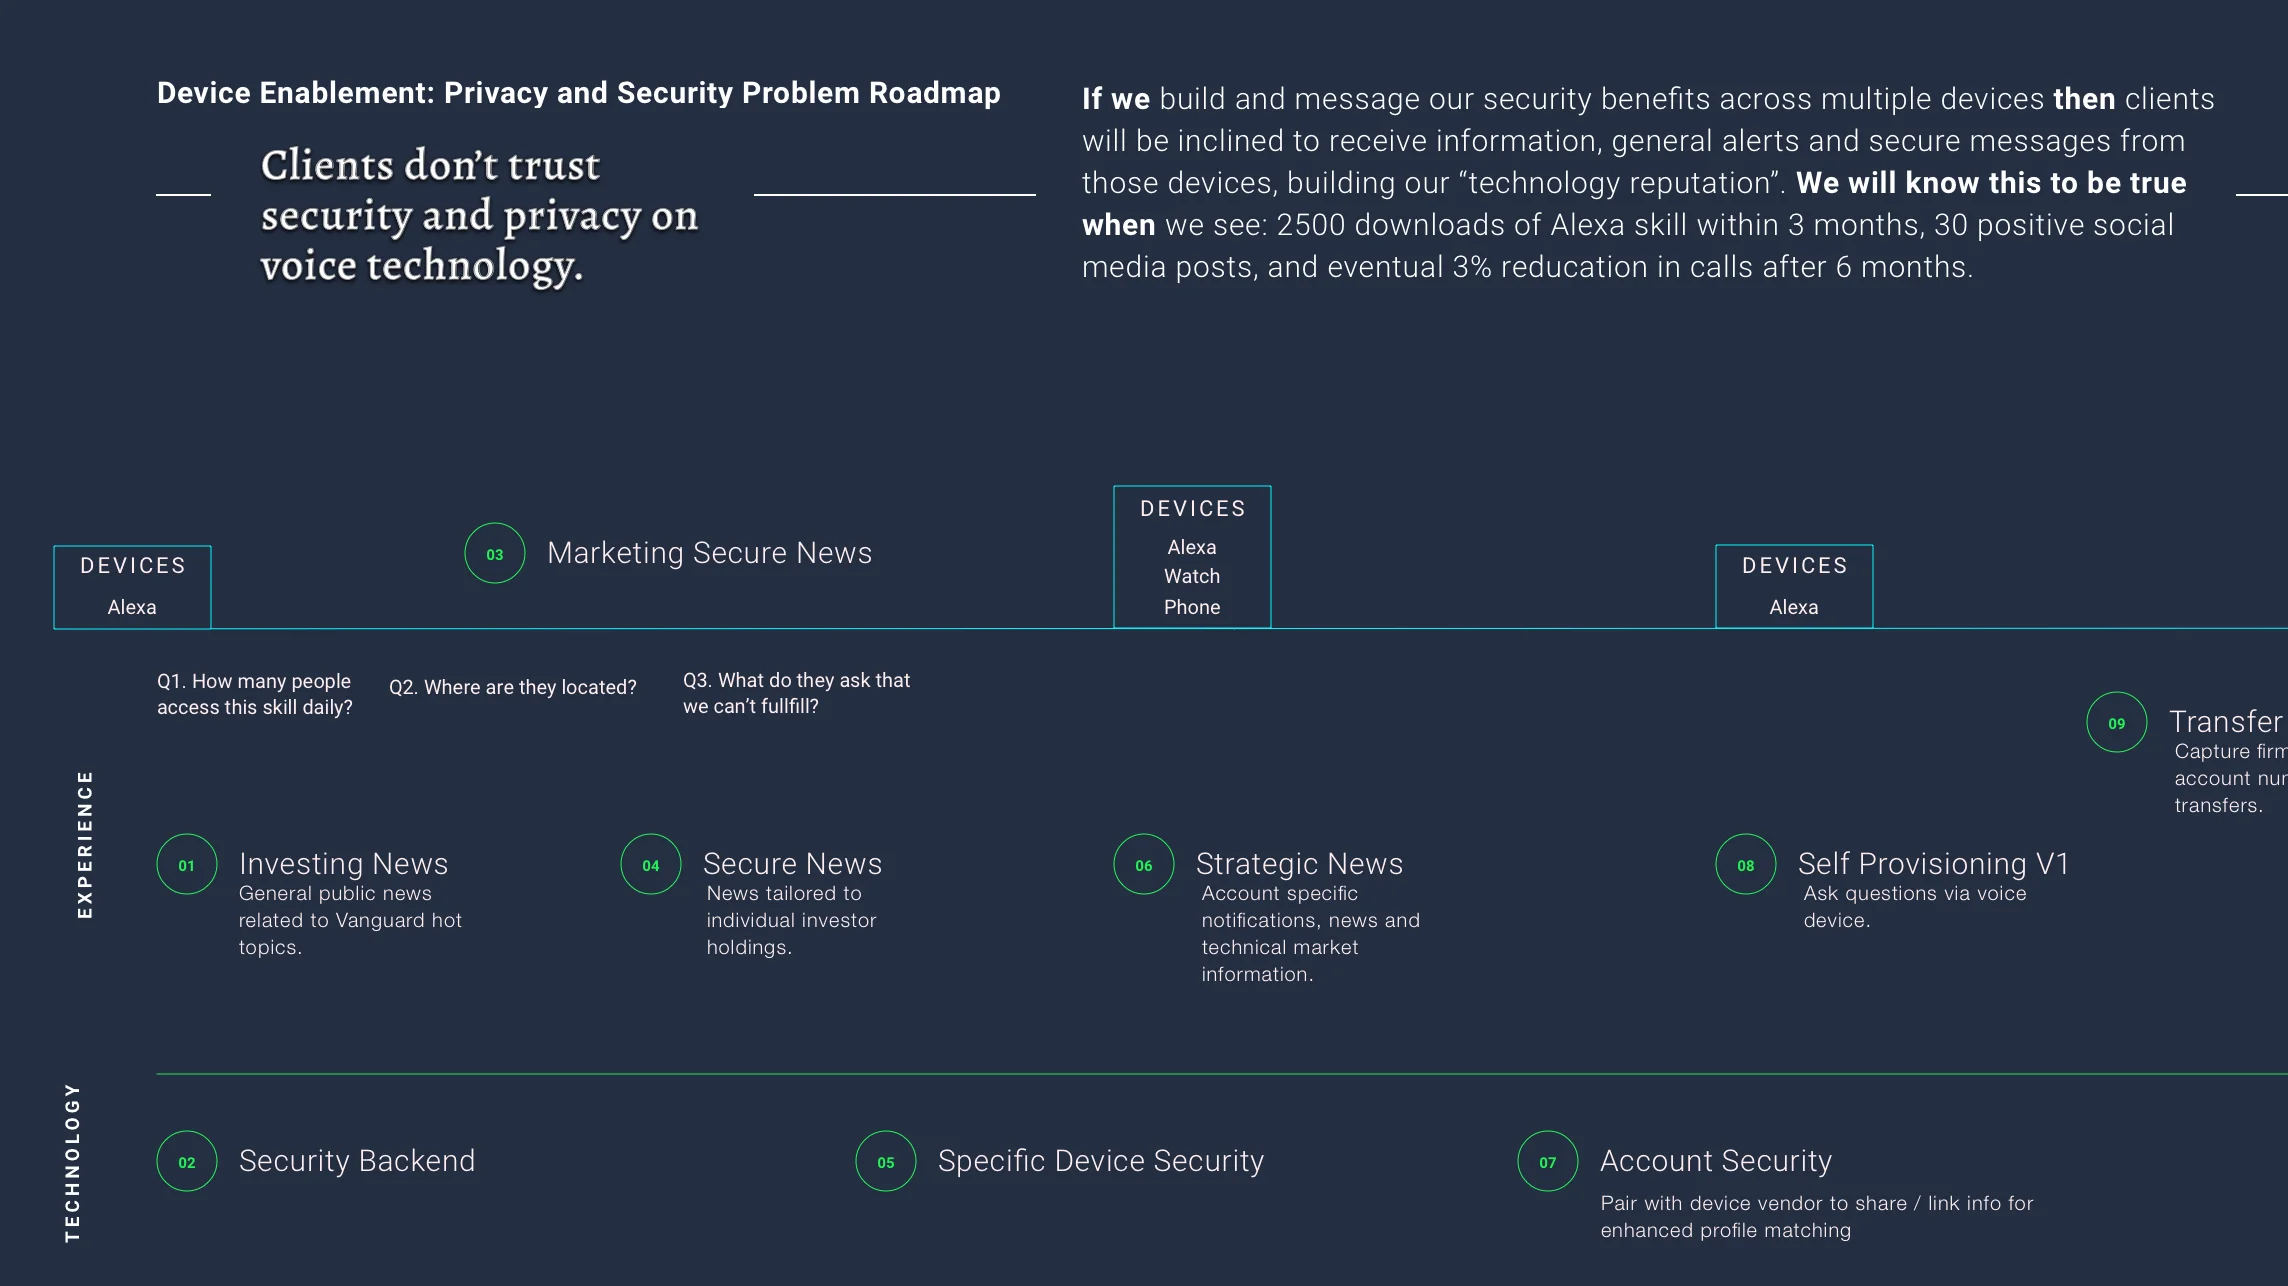 Device Enablement: Privacy and Security Problem Roadmap
Clients don’t trust
security and privacy on
voice technology.
If we build and message our security benefits across multiple devices then clients
will be inclined to receive information, general alerts and secure messages from
those devices, building our “technology reputation”. We will know this to be true
when we see: 2500 downloads of Alexa skill within 3 months, 30 positive social
media posts, and eventual 3% reducation in calls after 6 months.
DEVICES
Alexa
03
Marketing Secure News
DEVICES
Alexa
Watch
Phone
DEVICES
Alexa
Q1. How many people
access this skill daily?
Q2. Where are they located?
Q3. What do they ask that
we can’t fullfill?
EXPERIENCE
01
Investing News
General public news
related to Vanguard hot
topics.
04
Secure News
News tailored to
individual investor
holdings.
06
Strategic News
Account specific
notifications, news and
technical market
information.
08
Self Provisioning V1
Ask questions via voice
device.
09
Transfer
Capture
account
transfers.
TECHNOLOGY
02
Security Backend
05
Specific Device Security
07
Account Security
Pair with device vendor to share / link info for
enhanced profile matching